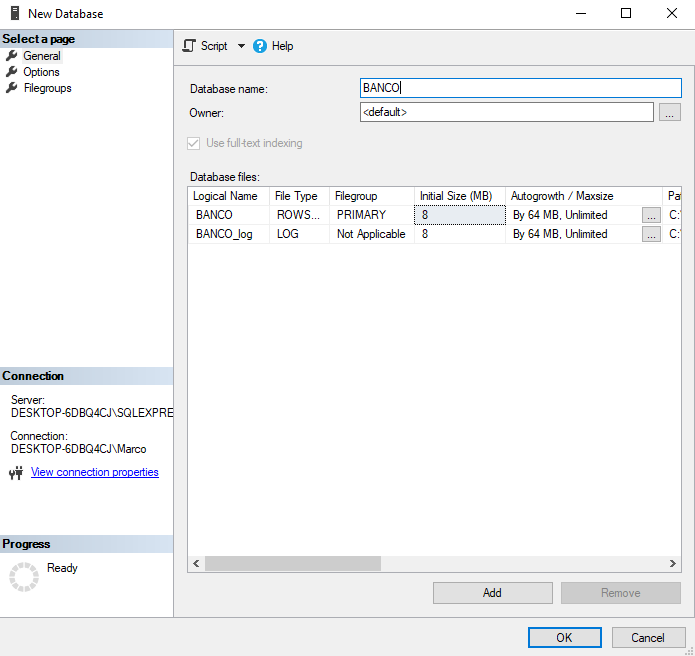 New Database
Select a page
General
Options
Filegroups
Script Help
Database name: BANCO
Owner: <default> ...
Use full-text indexing
Database files:
Logical Name File Type Filegroup Initial Size (MB) Autogrowth / Maxsize Pa
BANCO ROWS... PRIMARY 8 By 64 MB, Unlimited ... C:\
BANCO_log LOG Not Applicable 8 By 64 MB, Unlimited ... C:\
Connection
Server:
DESKTOP-6DBQ4CJ\SQLEXPRE
Connection:
DESKTOP-6DBQ4CJ\Marco
View connection properties
Progress
Ready
Add Remove
OK Cancel